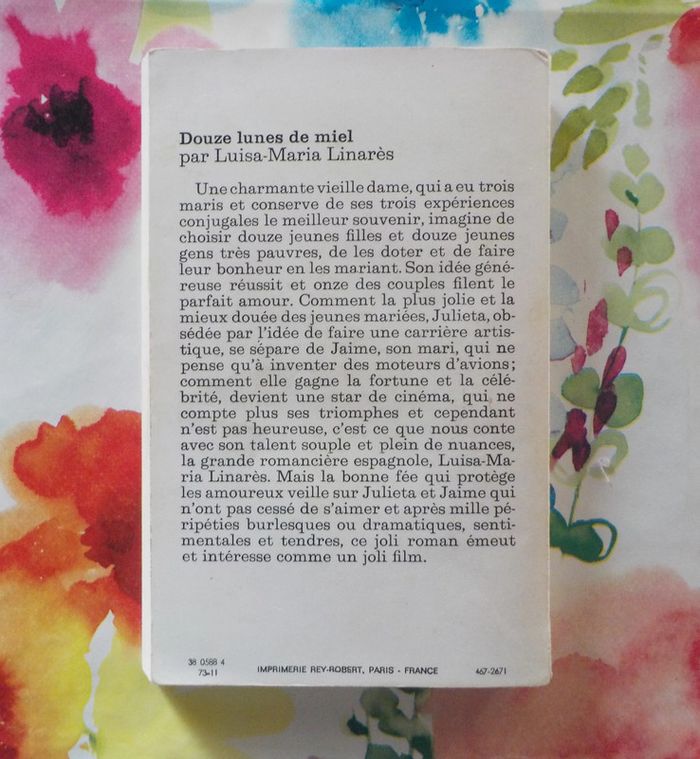 Douze lunes de miel
par Luisa-Maria Linarès
Une charmante vieille dame, qui a eu trois
maris et conserve de ses trois expériences
conjugales le meilleur souvenir, imagine de
choisir douze jeunes filles et douze jeunes
gens très pauvres, de les doter et de faire
leur bonheur en les mariant. Son idée géné-
reuse réussit et onze des couples filent le
parfait amour. Comment la plus jolie et la
mieux douée des jeunes mariées, Julieta, ob-
sédée par l'idée de faire une carrière artis-
tique, se sépare de Jaime, son mari, qui ne
pense qu'à inventer des moteurs d'avions;
comment elle gagne la fortune et la célé-
brité, devient une star de cinéma, qui ne
compte plus ses triomphes et cependant
n'est pas heureuse, c'est ce que nous conte
avec son talent souple et plein de nuances,
la grande romancière espagnole, Luisa-Ma-
ria Linarès. Mais la bonne fée qui protège
les amoureux veille sur Julieta et Jaime qui
n'ont pas cessé de s'aimer et après mille pé-
ripéties burlesques ou dramatiques, senti-
mentales et tendres, ce joli roman émeut
et intéresse comme un joli film.
38 0588 4
73-11
IMPRIMERIE REY-ROBERT, PARIS - FRANCE
467-2671